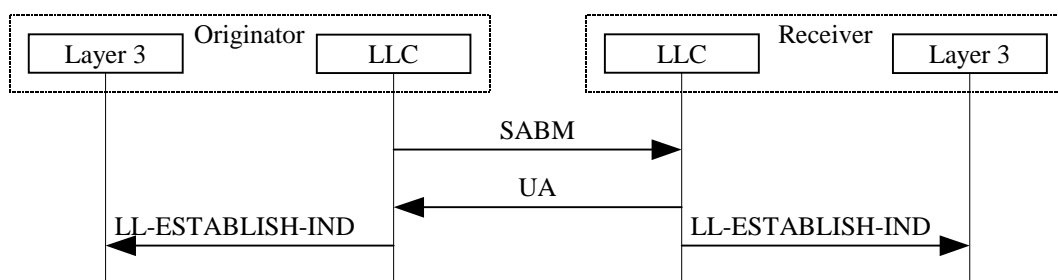 Originator
Receiver
Layer 3
LLC
LLC
Layer 3
SABM
UA
LL-ESTABLISH-IND
LL-ESTABLISH-IND